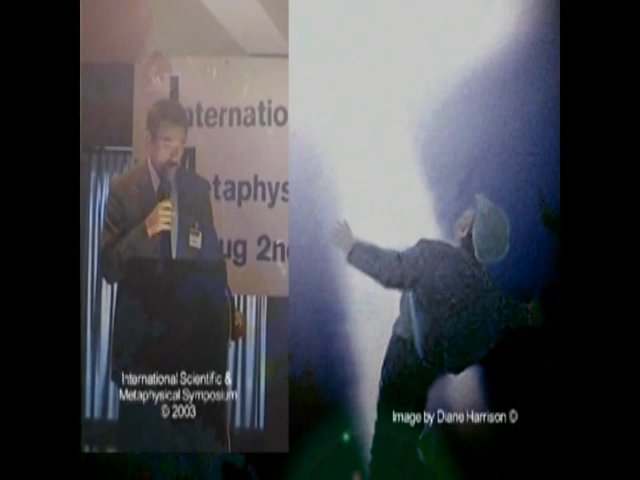 Internatio
taphys
ug 2n
International Scientific &
Metaphysical Symposium
© 2003
Image by Diane Harrison ©